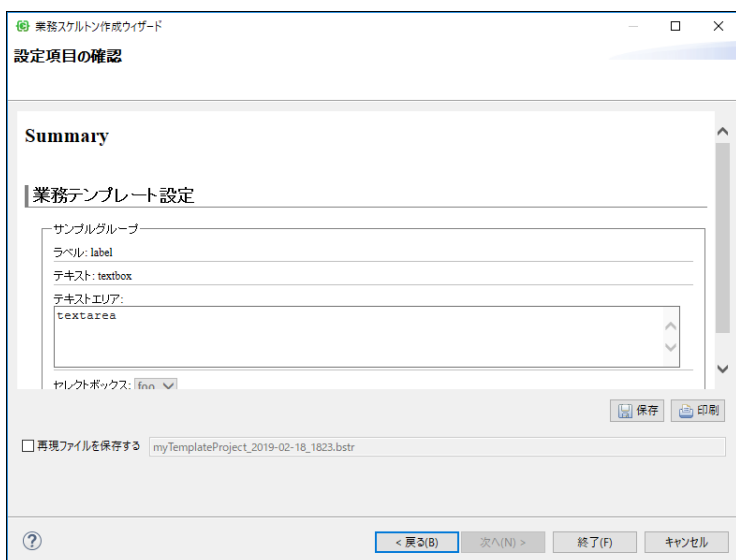 業務スケルトン作成ウィザード
設定項目の確認
Summary
業務テンプレート設定
サンプルグループ
ラベル: label
テキスト: textbox
テキストエリア:
textarea
セレクトボックス: foo
保存 印刷
再現ファイルを保存する myTemplateProject_2019-02-18_1823.bstr
< 戻る(B) 次へ(N) > 終了(F) キャンセル